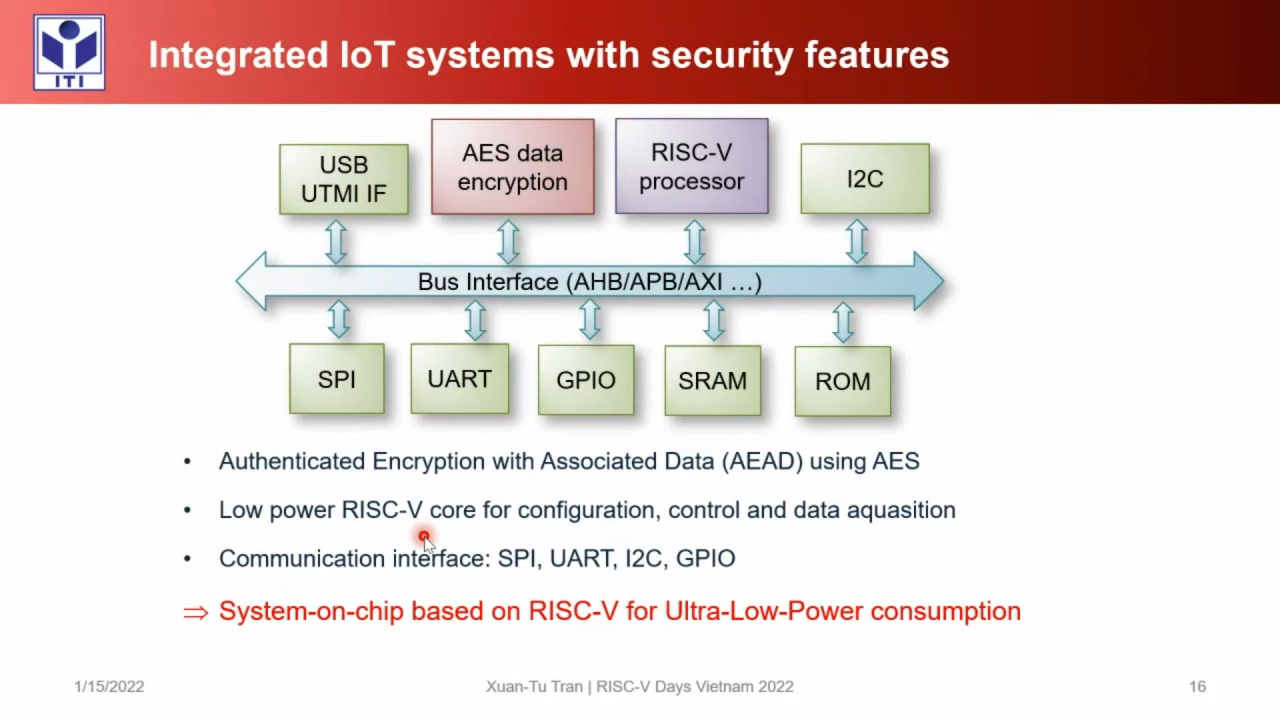 ITI
Integrated IoT systems with security features
USB
UTMI IF
AES data
encryption
RISC-V
processor
I2C
Bus Interface (AHB/APB/AXI …)
SPI
UART
GPIO
SRAM
ROM
• Authenticated Encryption with Associated Data (AEAD) using AES
• Low power RISC-V core for configuration, control and data aquasition
• Communication interface: SPI, UART, I2C, GPIO
⇒ System-on-chip based on RISC-V for Ultra-Low-Power consumption
1/15/2022
Xuan-Tu Tran | RISC-V Days Vietnam 2022
16